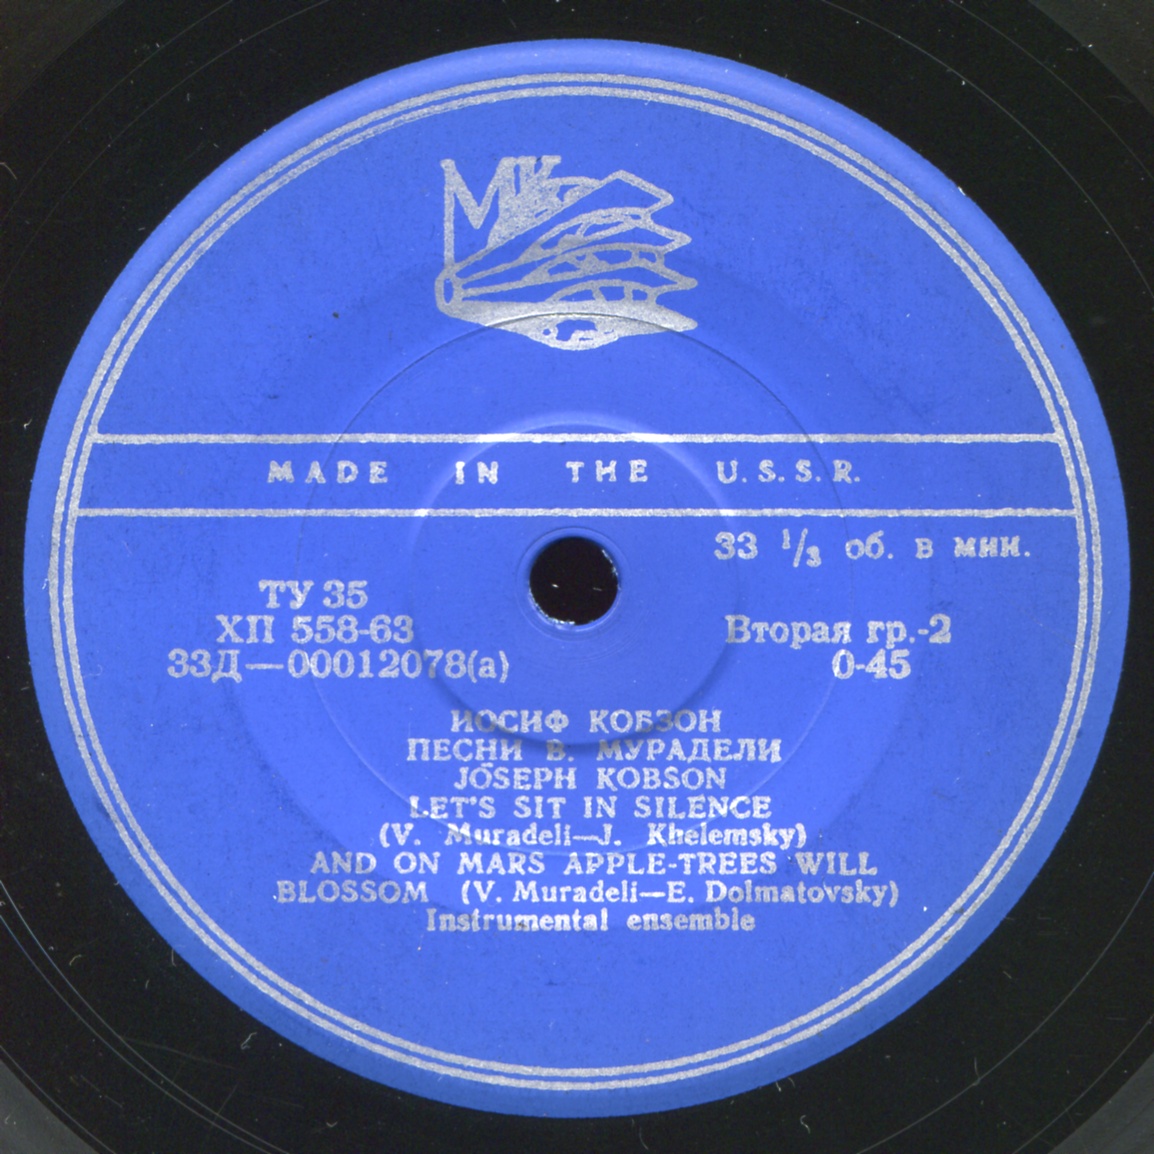 МК
MADE IN THE U.S.S.R.
33 1/3 об. в мин.
ТУ 35
ХП 558-63
33Д—00012078(а)
Вторая гр.-2
0-45
ИОСИФ КОБЗОН
ПЕСНИ В. МУРАДЕЛИ
JOSEPH KOBSON
LET'S SIT IN SILENCE
(V. Muradeli—J. Khelemsky)
AND ON MARS APPLE-TREES WILL
BLOSSOM (V. Muradeli—E. Dolmatovsky)
Instrumental ensemble